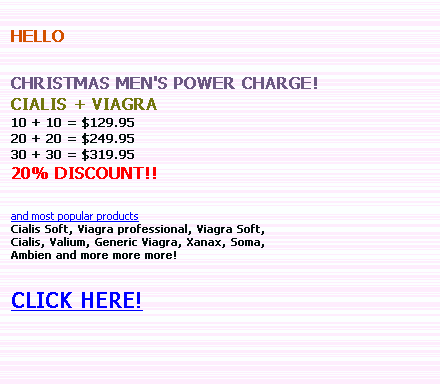 HELLO
CHRISTMAS MEN'S POWER CHARGE!
CIALIS + VIAGRA
10 + 10 = $129.95
20 + 20 = $249.95
30 + 30 = $319.95
20% DISCOUNT!!
and most popular products
Cialis Soft, Viagra professional, Viagra Soft,
Cialis, Valium, Generic Viagra, Xanax, Soma,
Ambien and more more more!
CLICK HERE!